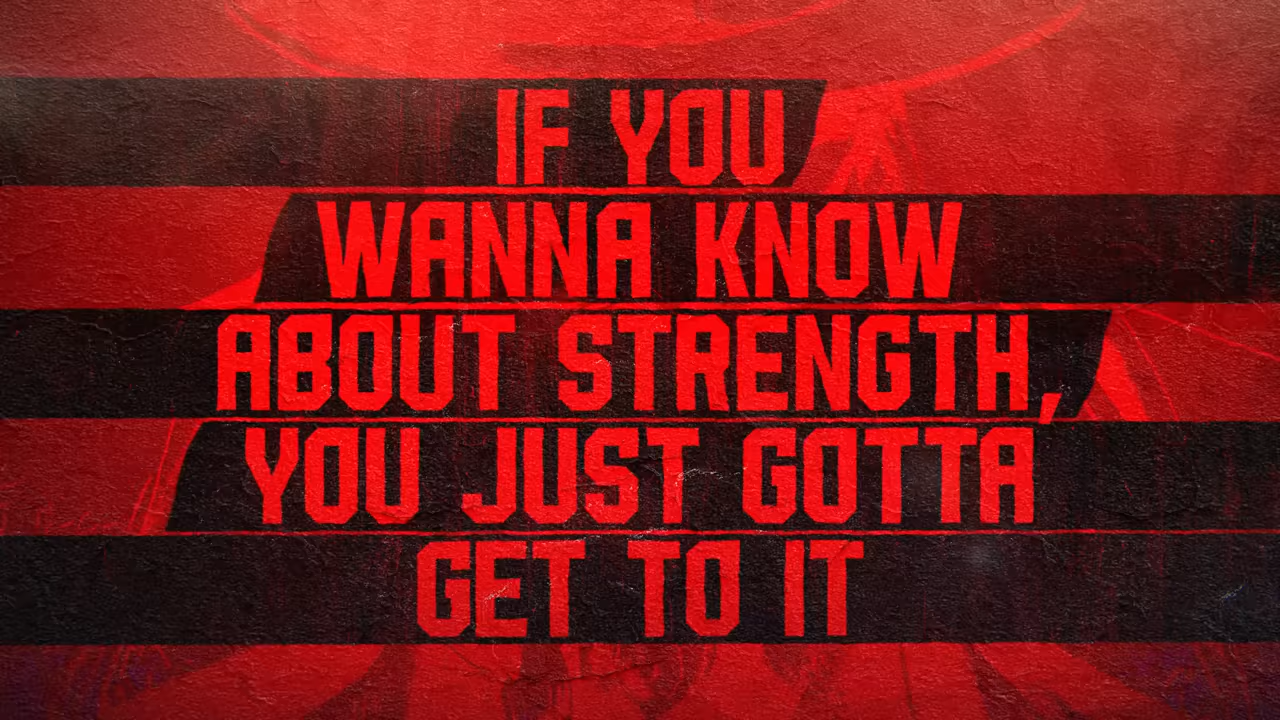 IF YOU
WANNA KNOW
ABOUT STRENGTH,
YOU JUST GOTTA
GET TO IT